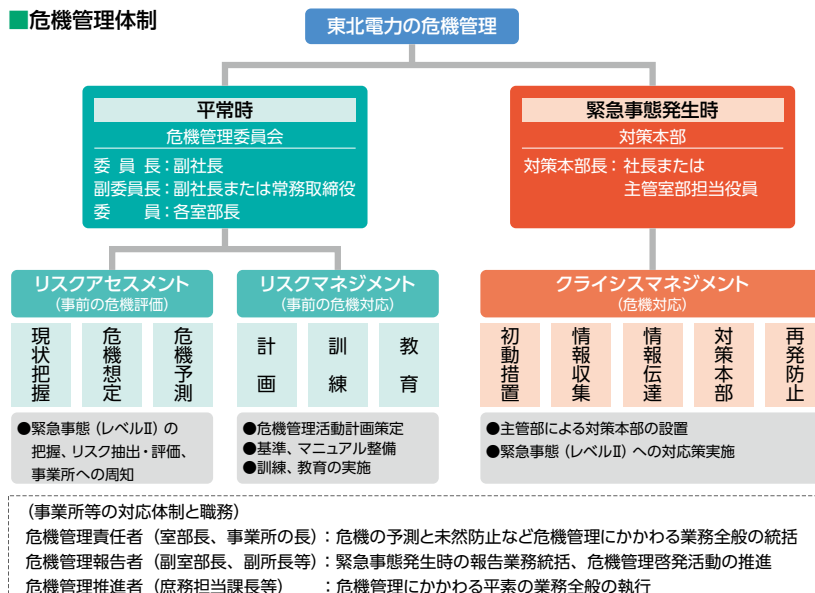 ■危機管理体制
東北電力の危機管理
平常時
危機管理委員会
委員長：副社長
副委員長：副社長または常務取締役
委　　員：各室部長
緊急事態発生時
対策本部
対策本部長：社長または
主管室部担当役員
リスクアセスメント
（事前の危機評価）
現状把握
危機想定
危機予測
●緊急事態（レベルⅡ）の
把握、リスク抽出・評価、
事業所への周知
リスクマネジメント
（事前の危機対応）
計画
訓練
教育
●危機管理活動計画策定
●基準、マニュアル整備
●訓練、教育の実施
クライシスマネジメント
（危機対応）
初動措置
情報収集
情報伝達
対策本部
再発防止
●主管部による対策本部の設置
●緊急事態（レベルⅡ）への対応策実施
（事業所等の対応体制と職務）
危機管理責任者（室部長、事業所の長）：危機の予測と未然防止など危機管理にかかわる業務全般の統括
危機管理報告者（副室部長、副所長等）：緊急事態発生時の報告業務統括、危機管理啓発活動の推進
危機管理推進者（庶務担当課長等）　　：危機管理にかかわる平素の業務全般の執行